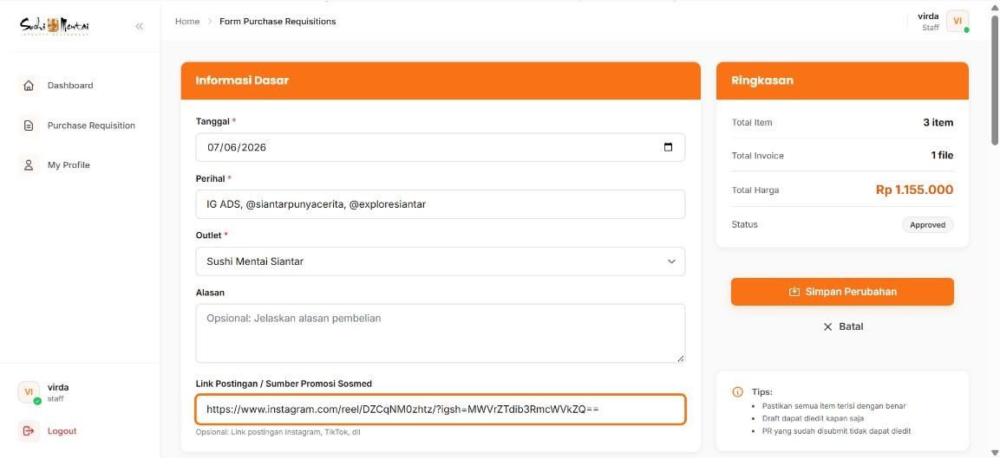 Sushi Mentai
Home > Form Purchase Requisitions
virda
Staff
VI
Dashboard
Purchase Requisition
My Profile
VI
virda
staff
Logout
Informasi Dasar
Tanggal *
07/06/2026
Perihal *
IG ADS, @siantarpunyacerita, @exploresiantar
Outlet *
Sushi Mentai Siantar
Alasan
Opsional: Jelaskan alasan pembelian
Link Postingan / Sumber Promosi Sosmed
https://www.instagram.com/reel/DZCqNM0zhtz/?igsh=MWVrZTdib3RmcWVkZQ==
Opsional: Link postingan Instagram, TikTok, dll
Ringkasan
Total Item 3 item
Total Invoice 1 file
Total Harga Rp 1.155.000
Status Approved
Simpan Perubahan
Batal
Tips:
Pastikan semua item terisi dengan benar
Draft dapat diedit kapan saja
PR yang sudah disubmit tidak dapat diedit